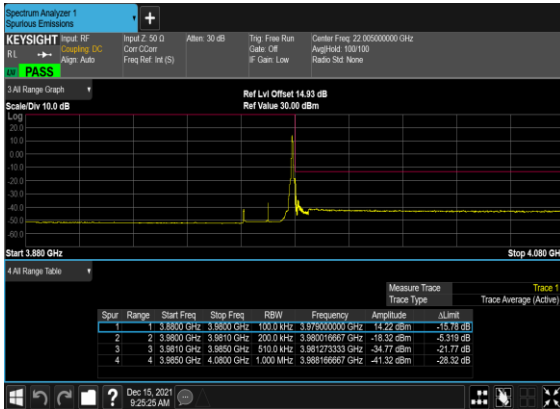 Spectrum Analyzer 1
Spurious Emissions
+
KEYSIGHT Input: RF Input Z: 50 Ω Atten: 30 dB Trig: Free Run Center Freq: 22.005000000 GHz
RL Coupling: DC Corr CCorr Gate: Off Avg|Hold: 100/100
Align: Auto Freq Ref: Int (S) IF Gain: Low Radio Std: None
PASS
3 All Range Graph
Ref Lvl Offset 14.93 dB
Scale/Div 10.0 dB Ref Value 30.00 dBm
Log
20.0
10.0
0.00
-10.0
-20.0
-30.0
-40.0
-50.0
-60.0
Start 3.880 GHz Stop 4.080 GH
4 All Range Table
Measure Trace Trace 1
Trace Type Trace Average (Active)
Spur Range Start Freq Stop Freq RBW Frequency Amplitude ΔLimit
1 1 3.8800 GHz 3.9800 GHz 100.0 kHz 3.979000000 GHz 14.22 dBm -15.78 dB
2 2 3.9800 GHz 3.9810 GHz 200.0 kHz 3.980016667 GHz -18.32 dBm -5.319 dB
3 3 3.9810 GHz 3.9850 GHz 510.0 kHz 3.981273333 GHz -34.77 dBm -21.77 dB
4 4 3.9850 GHz 4.0800 GHz 1.000 MHz 3.988166667 GHz -41.32 dBm -28.32 dB
? Dec 15, 2021
9:25:25 AM